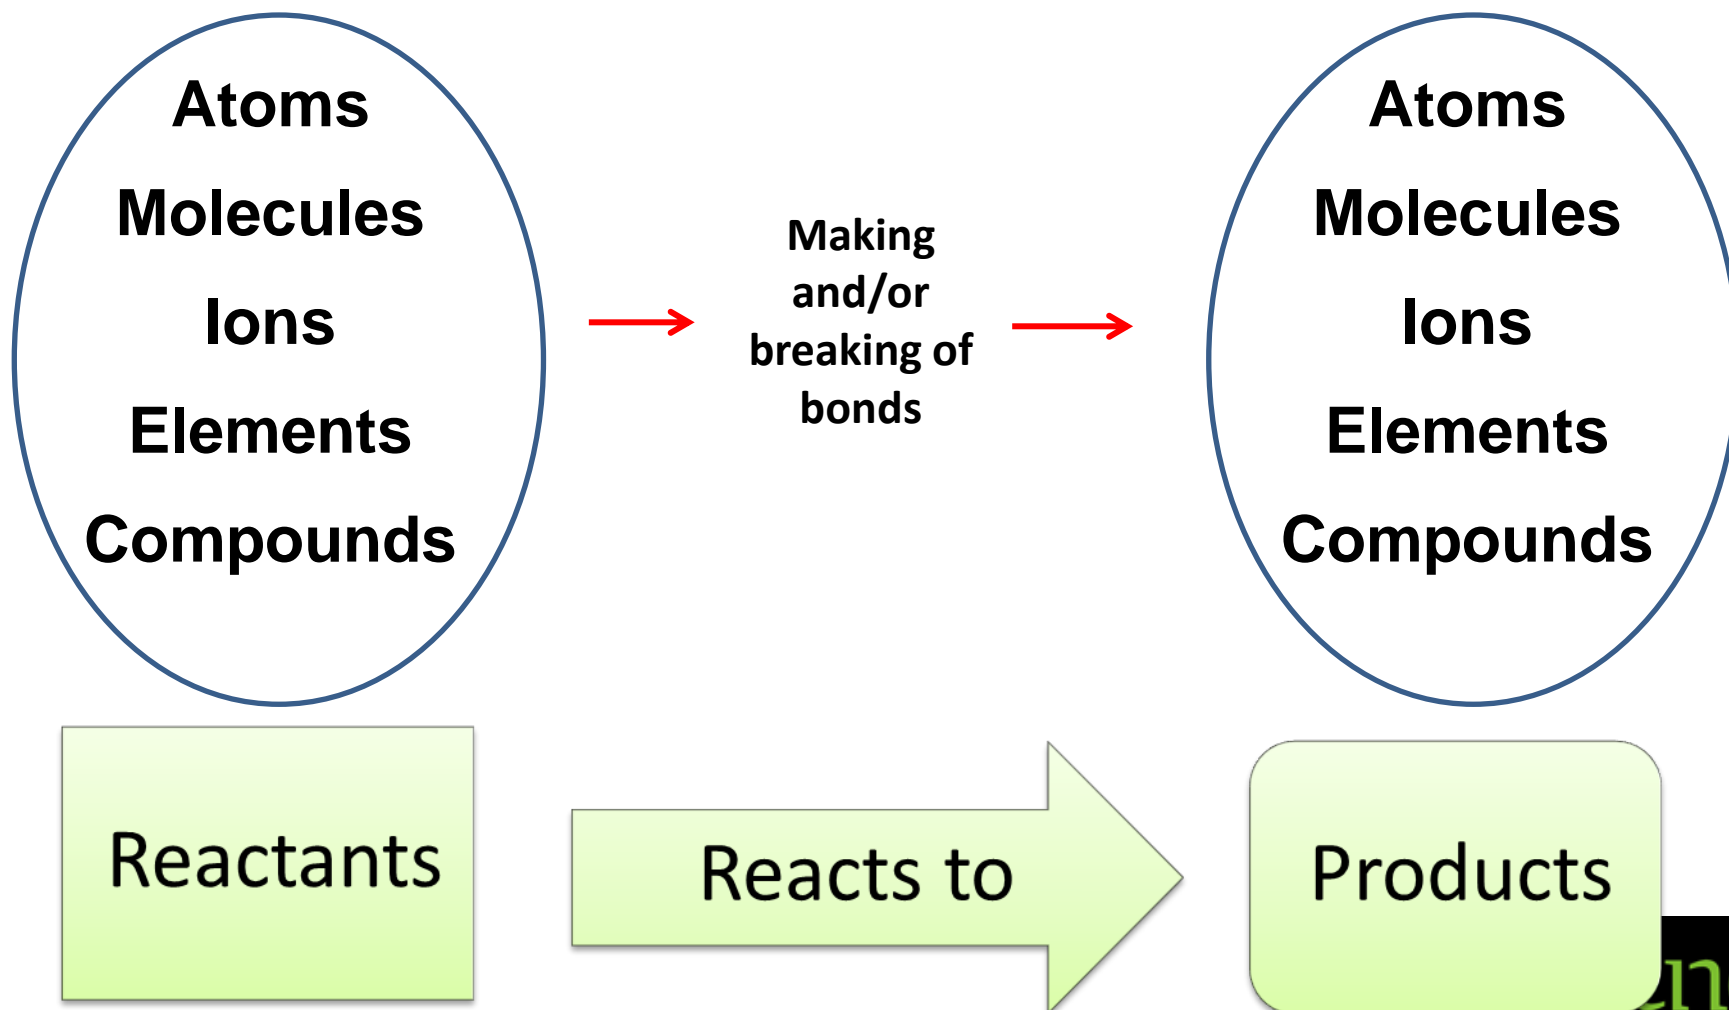 Atoms
Molecules
Ions
Elements
Compounds
Making
and/or
breaking of
bonds
Atoms
Molecules
Ions
Elements
Compounds
Reactants
Reacts to
Products